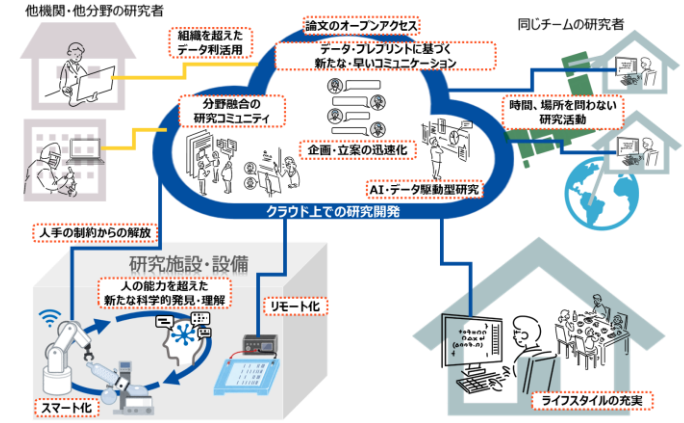 他機関・他分野の研究者
組織を超えた
データ利活用
論文のオープンアクセス
データ・プレプリントに基づく
新たな・早いコミュニケーション
同じチームの研究者
分野融合の
研究コミュニティ
企画・立案の迅速化
AI・データ駆動型研究
時間、場所を問わない
研究活動
クラウド上での研究開発
人手の制約からの解放
研究施設・設備
人の能力を超えた
新たな科学的発見・理解
リモート化
スマート化
ライフスタイルの充実